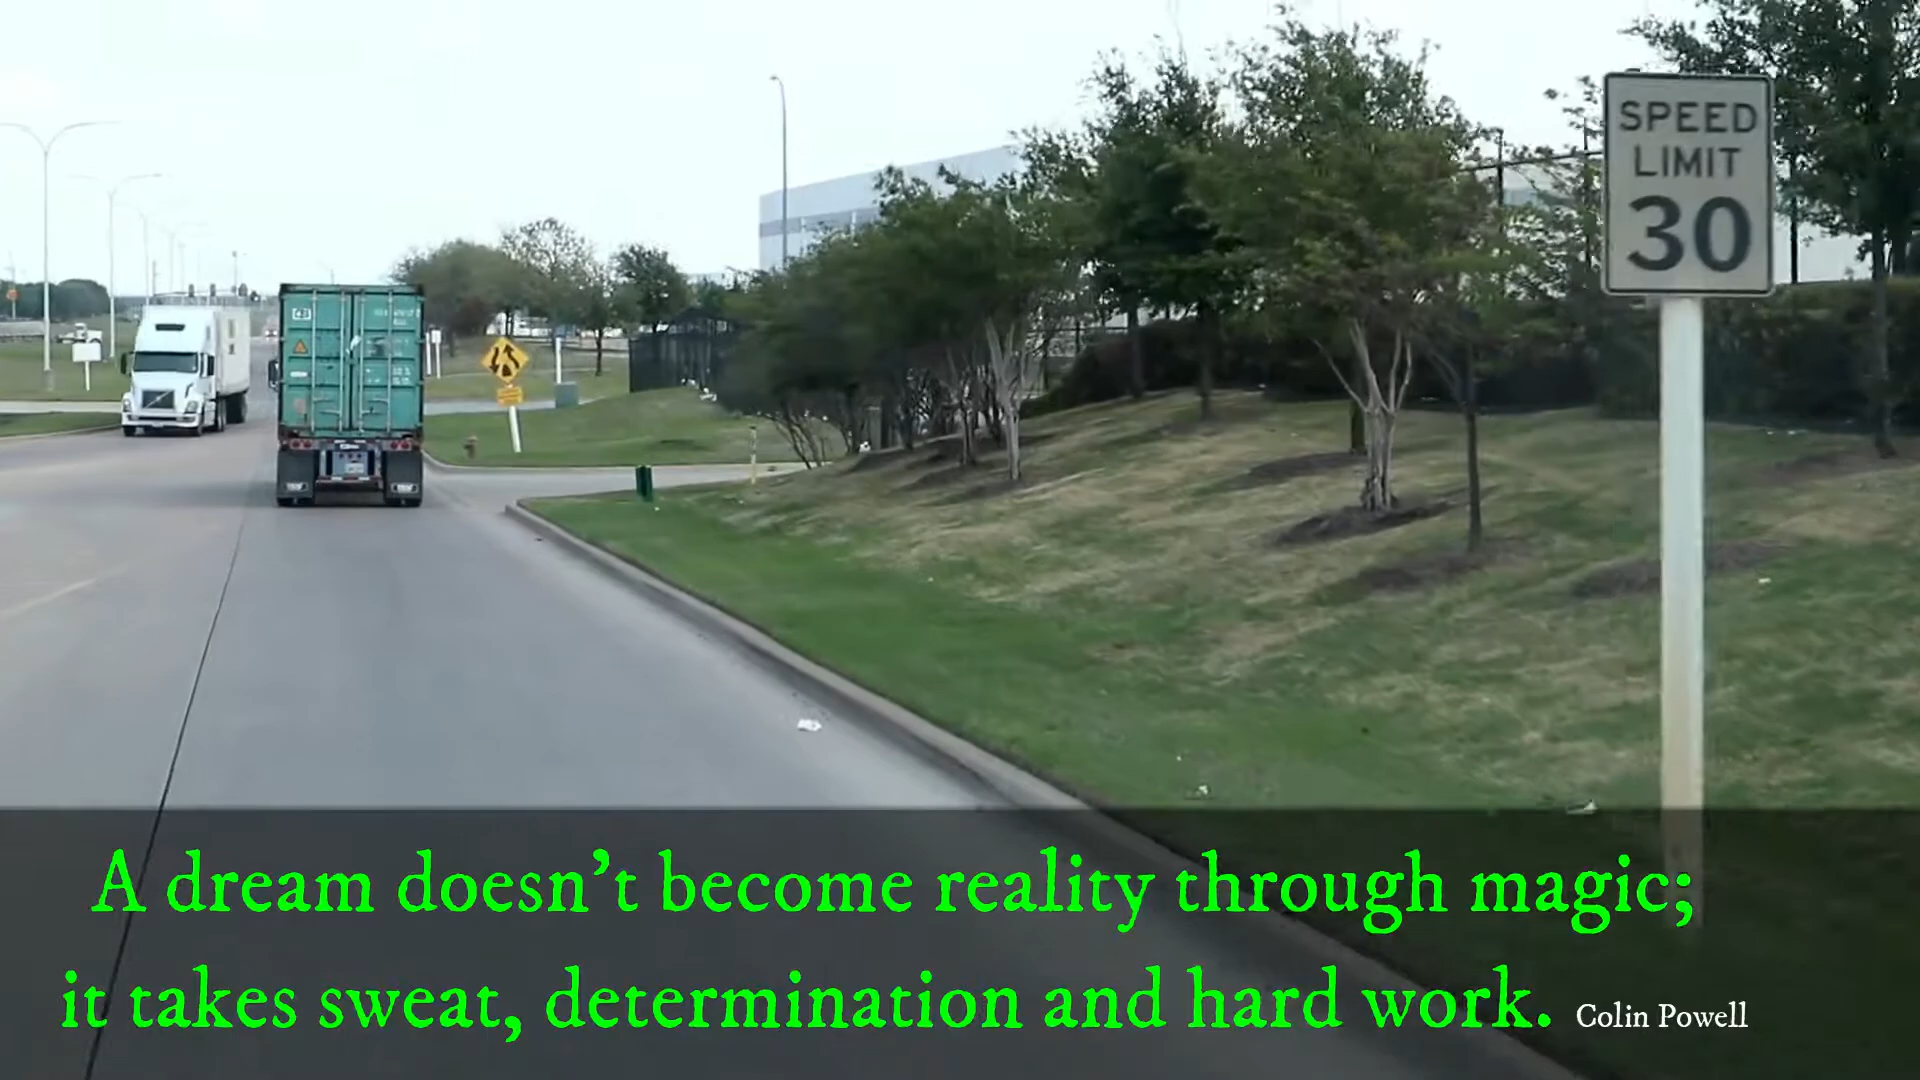 SPEED
LIMIT
30
A dream doesn't become reality through magic;
it takes sweat, determination and hard work. Colin Powell